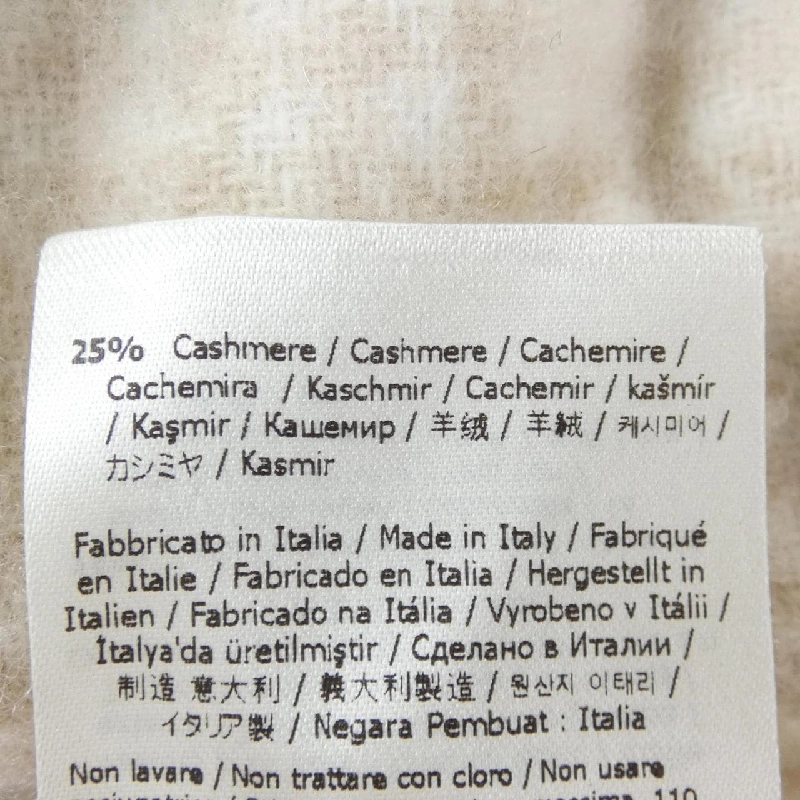 25% Cashmere / Cashmere / Cachemire /
Cachemira / Kaschmir / Cachemir / kašmír
/ Kaşmir / Кашемир / 羊绒 / 羊絨 / 캐시미어 /
カシミヤ / Kasmir
Fabbricato in Italia / Made in Italy / Fabriqué
en Italie / Fabricado en Italia / Hergestellt in
Italien / Fabricado na Itália / Vyrobeno v Itálii /
İtalya'da üretilmiştir / Сделано в Италии /
制造 意大利 / 義大利製造 / 원산지 이태리 /
イタリア製 / Negara Pembuat : Italia
Non lavare / Non trattare con cloro / Non usare
massima 110